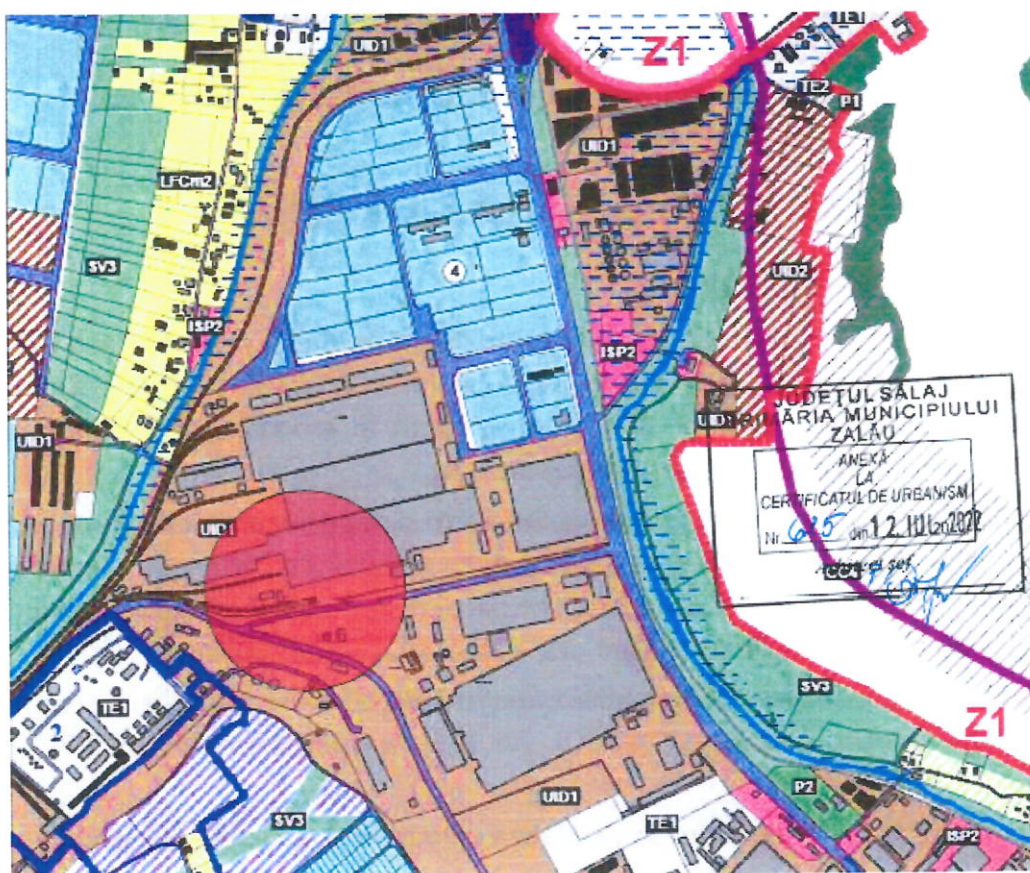 UID1
Z1
TE2
P1
UID1
LFCm2
SV3
4
UID2
ISP2
ISP2
JUDEȚUL SĂLAJ
PRIMĂRIA MUNICIPIULUI
ZALĂU
ANEXĂ
LA
CERTIFICATUL DE URBANISM
Nr. 635 din 12. IUL 2022
UID1
UID1
CC1
TE1
2
SV3
Z1
UID1
P2
SV3
TE1
ISP2